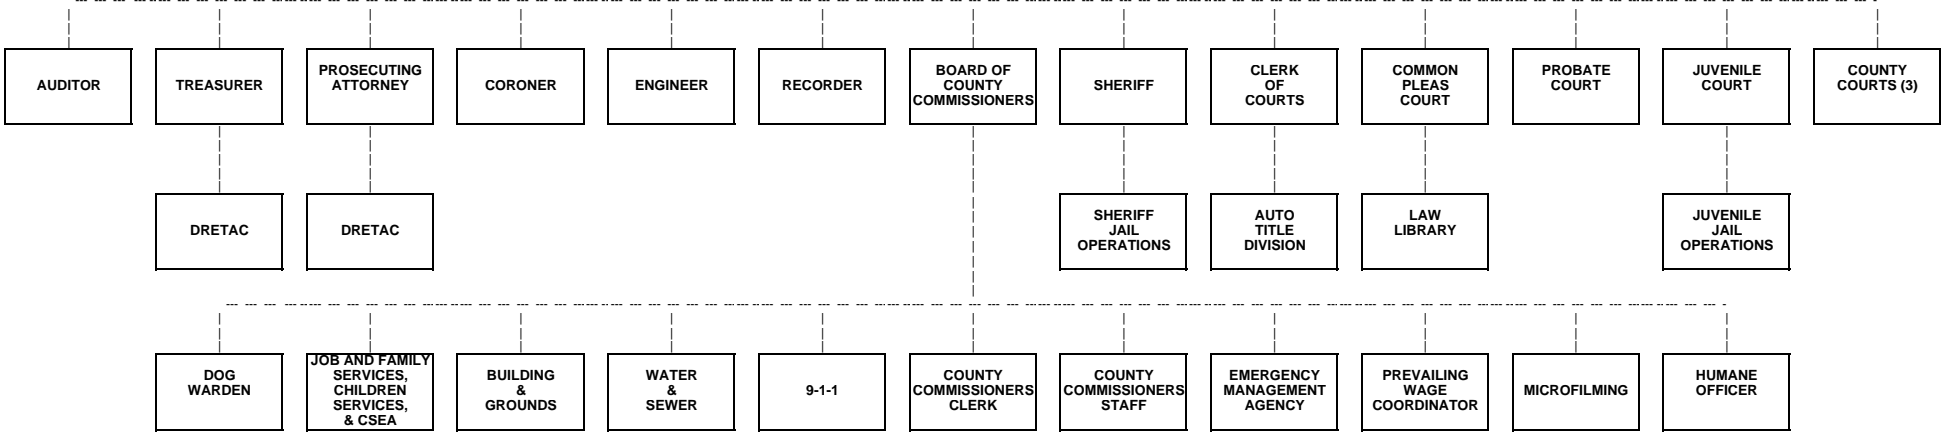 AUDITOR
TREASURER
PROSECUTING
ATTORNEY
CORONER
ENGINEER
RECORDER
BOARD OF
COUNTY
COMMISSIONERS
SHERIFF
CLERK
OF
COURTS
COMMON
PLEAS
COURT
PROBATE
COURT
JUVENILE
COURT
COUNTY
COURTS (3)
DRETAC
DRETAC
SHERIFF
JAIL
OPERATIONS
AUTO
TITLE
DIVISION
LAW
LIBRARY
JUVENILE
JAIL
OPERATIONS
DOG
WARDEN
JOB AND FAMILY
SERVICES,
CHILDREN
SERVICES,
& CSEA
BUILDING
&
GROUNDS
WATER
&
SEWER
9-1-1
COUNTY
COMMISSIONERS
CLERK
COUNTY
COMMISSIONERS
STAFF
EMERGENCY
MANAGEMENT
AGENCY
PREVAILING
WAGE
COORDINATOR
MICROFILMING
HUMANE
OFFICER